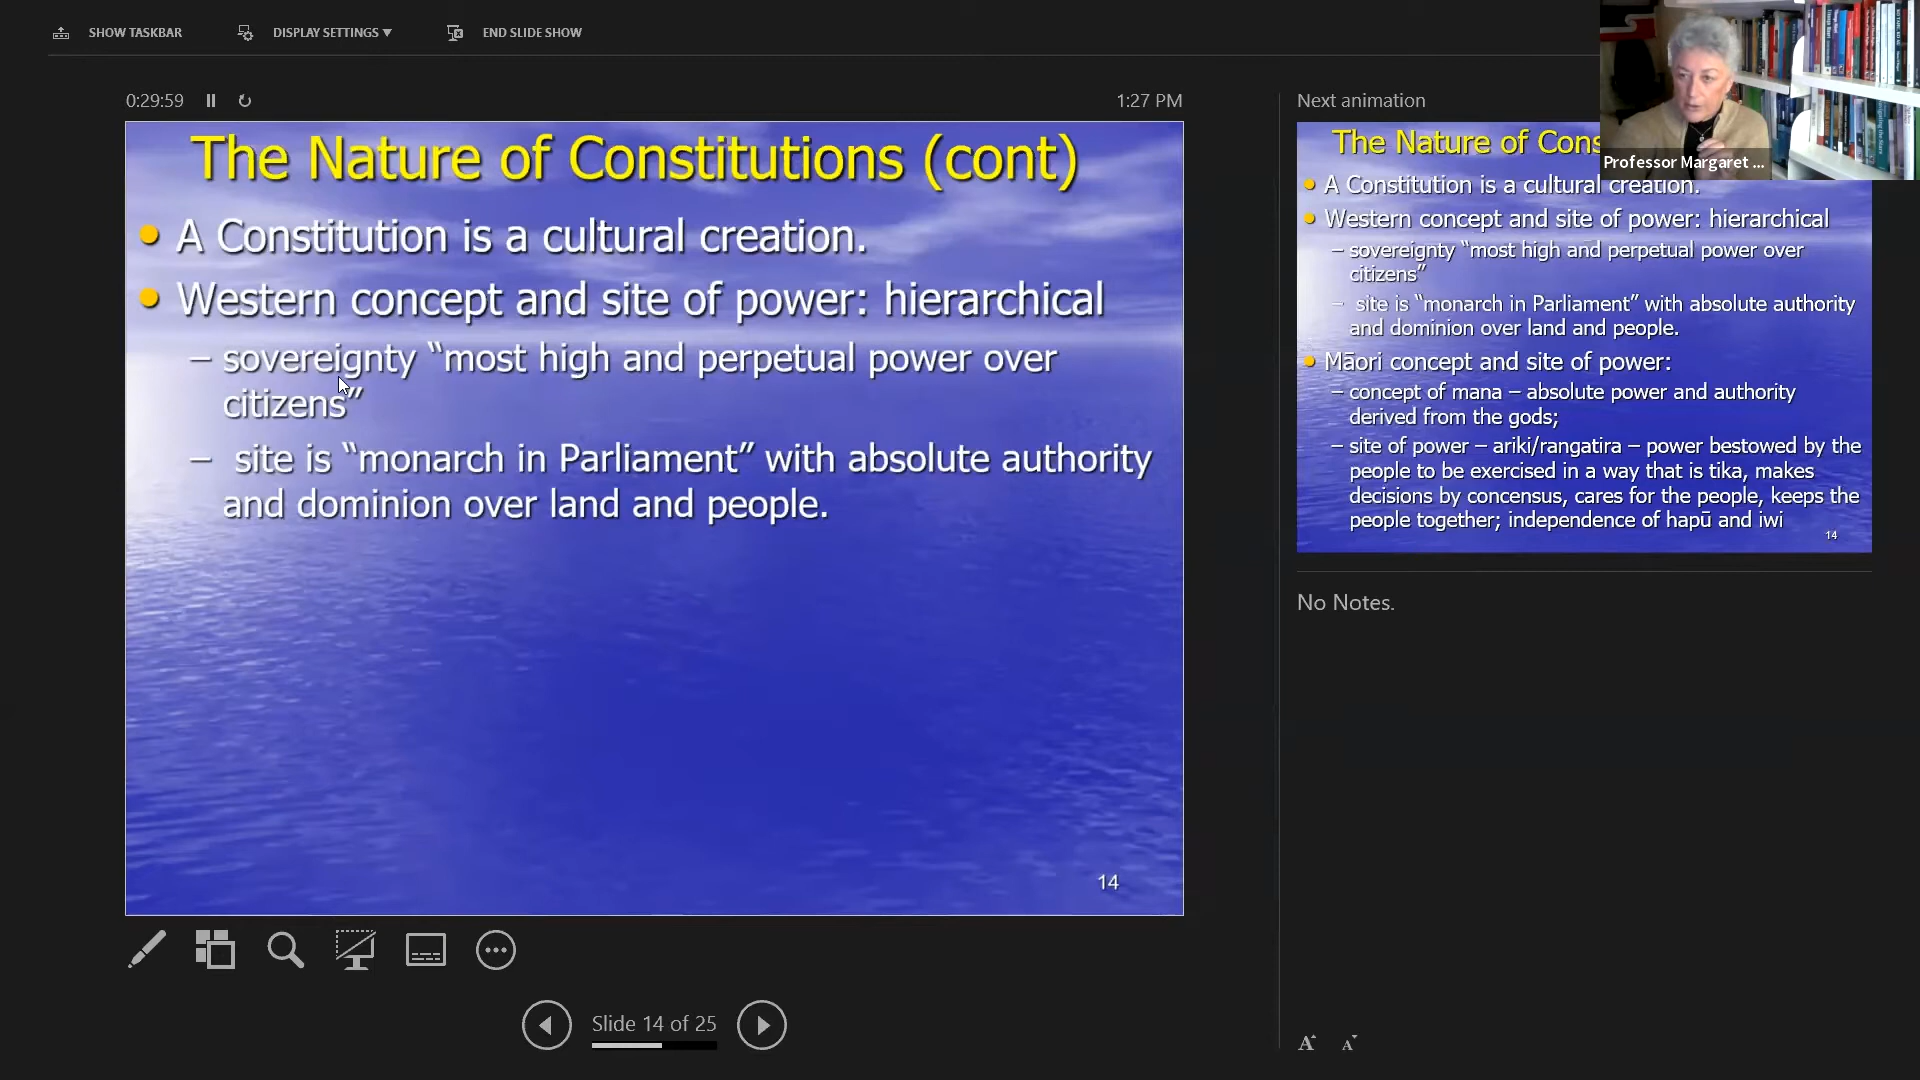 SHOW TASKBAR
DISPLAY SETTINGS ▼
END SLIDE SHOW
0:29:59
1:27 PM
The Nature of Constitutions (cont)
• A Constitution is a cultural creation.
• Western concept and site of power: hierarchical
– sovereignty “most high and perpetual power over
citizens”
– site is “monarch in Parliament” with absolute authority
and dominion over land and people.
14
Slide 14 of 25
Next animation
Professor Margaret ...
The Nature of Cons
• A Constitution is a cultural creation.
• Western concept and site of power: hierarchical
– sovereignty “most high and perpetual power over
citizens”
– site is “monarch in Parliament” with absolute authority
and dominion over land and people.
• Māori concept and site of power:
– concept of mana – absolute power and authority
derived from the gods;
– site of power – ariki/rangatira – power bestowed by the
people to be exercised in a way that is tika, makes
decisions by concensus, cares for the people, keeps the
people together; independence of hapū and iwi
14
No Notes.
A A